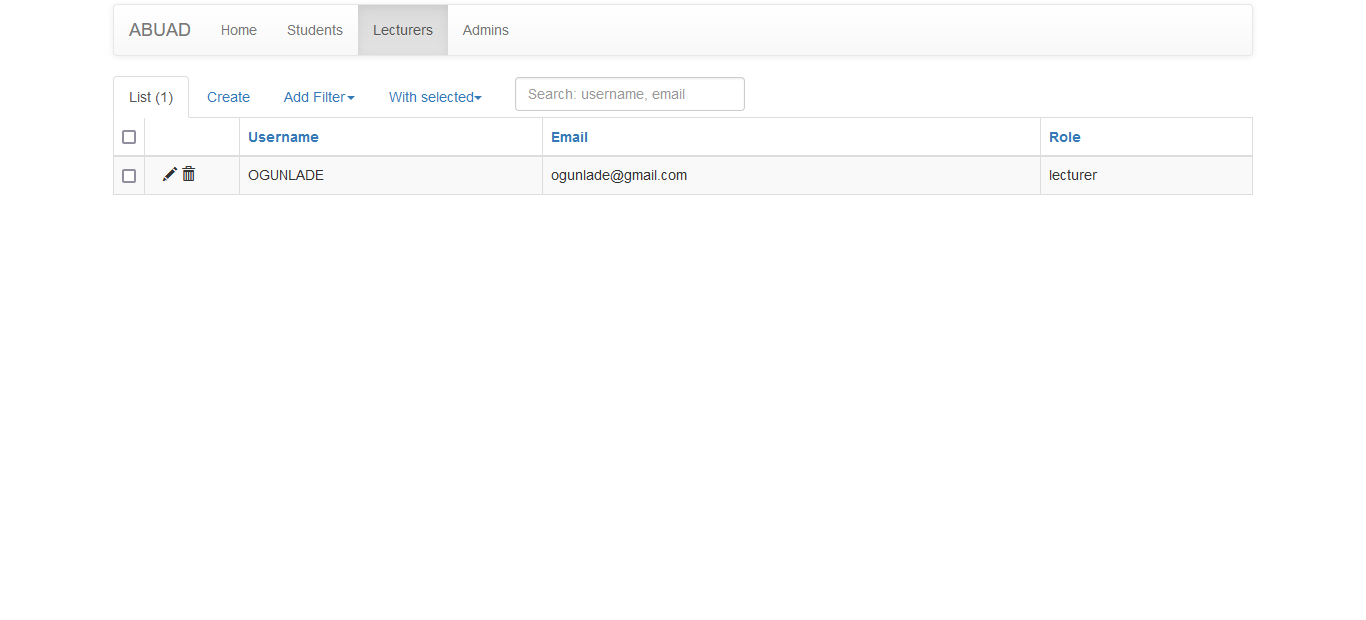 ABUAD Home Students Lecturers Admins
List (1) Create Add Filter With selected Search: username, email
Username Email Role
OGUNLADE ogunlade@gmail.com lecturer